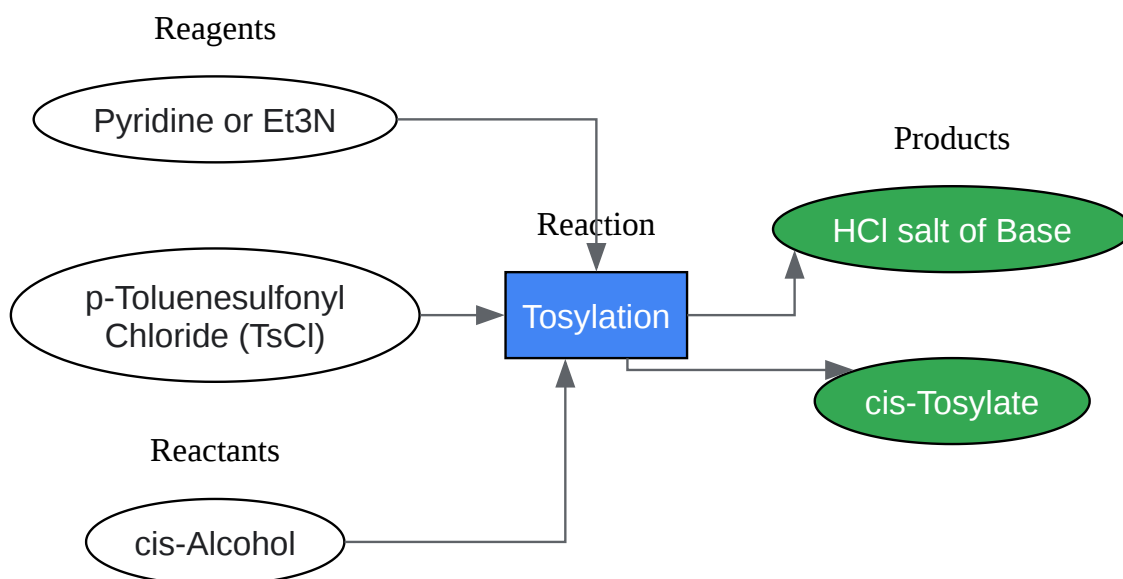 Reagents
Pyridine or Et3N
Products
HCl salt of Base
Reaction
p-Toluenesulfonyl
Chloride (TsCl)
Tosylation
cis-Tosylate
Reactants
cis-Alcohol